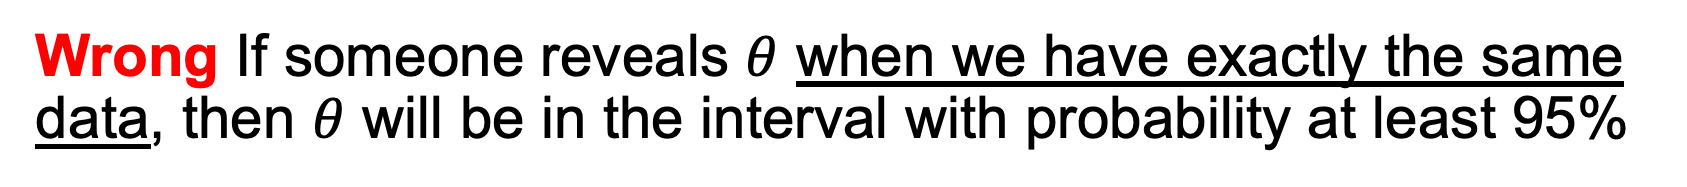 Wrong If someone reveals θ when we have exactly the same
data, then θ will be in the interval with probability at least 95%